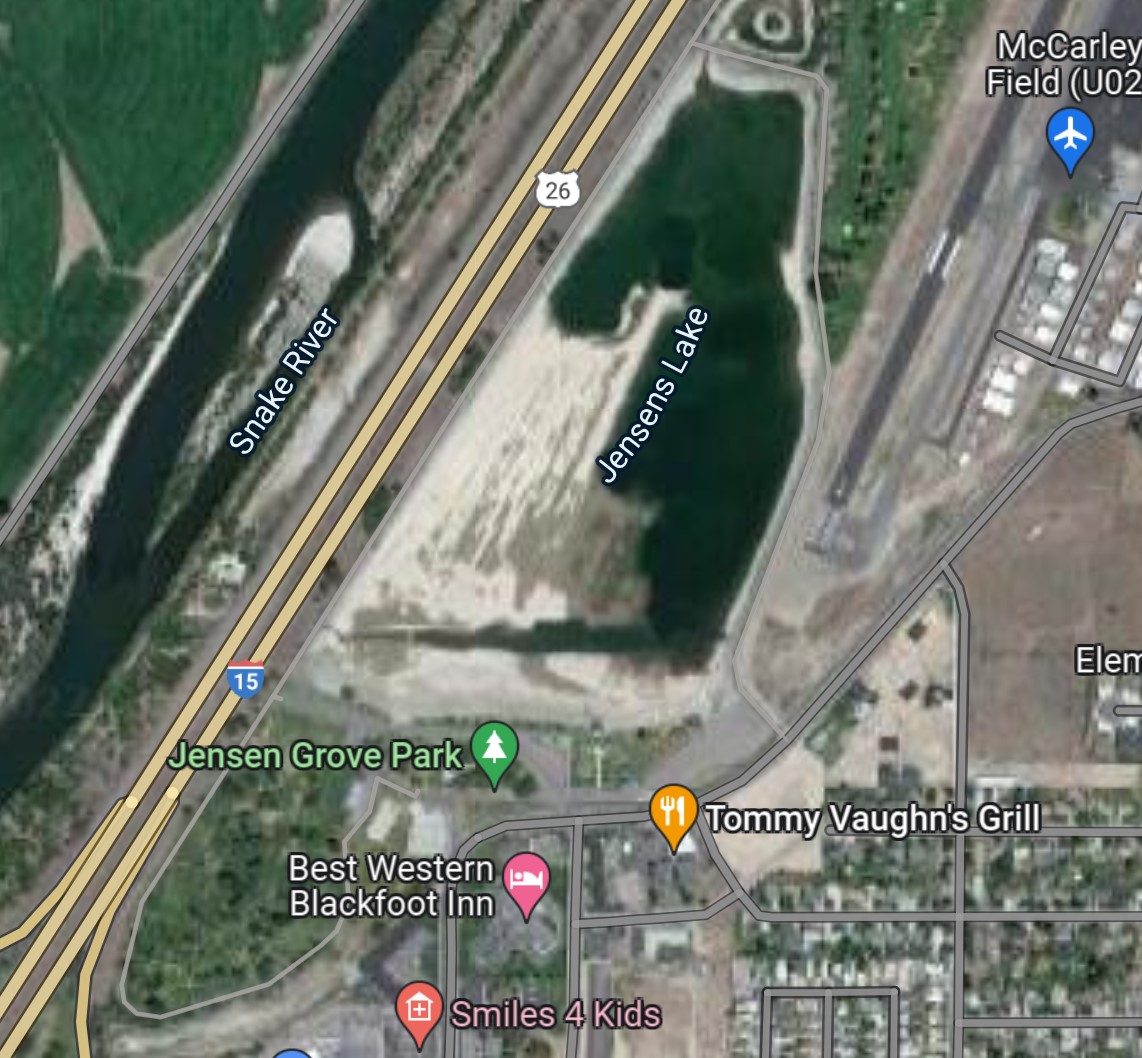 McCarley
Field (U02
26
Snake River
Jensens Lake
Elem
15
Jensen Grove Park
Tommy Vaughn's Grill
Best Western
Blackfoot Inn
Smiles 4 Kids